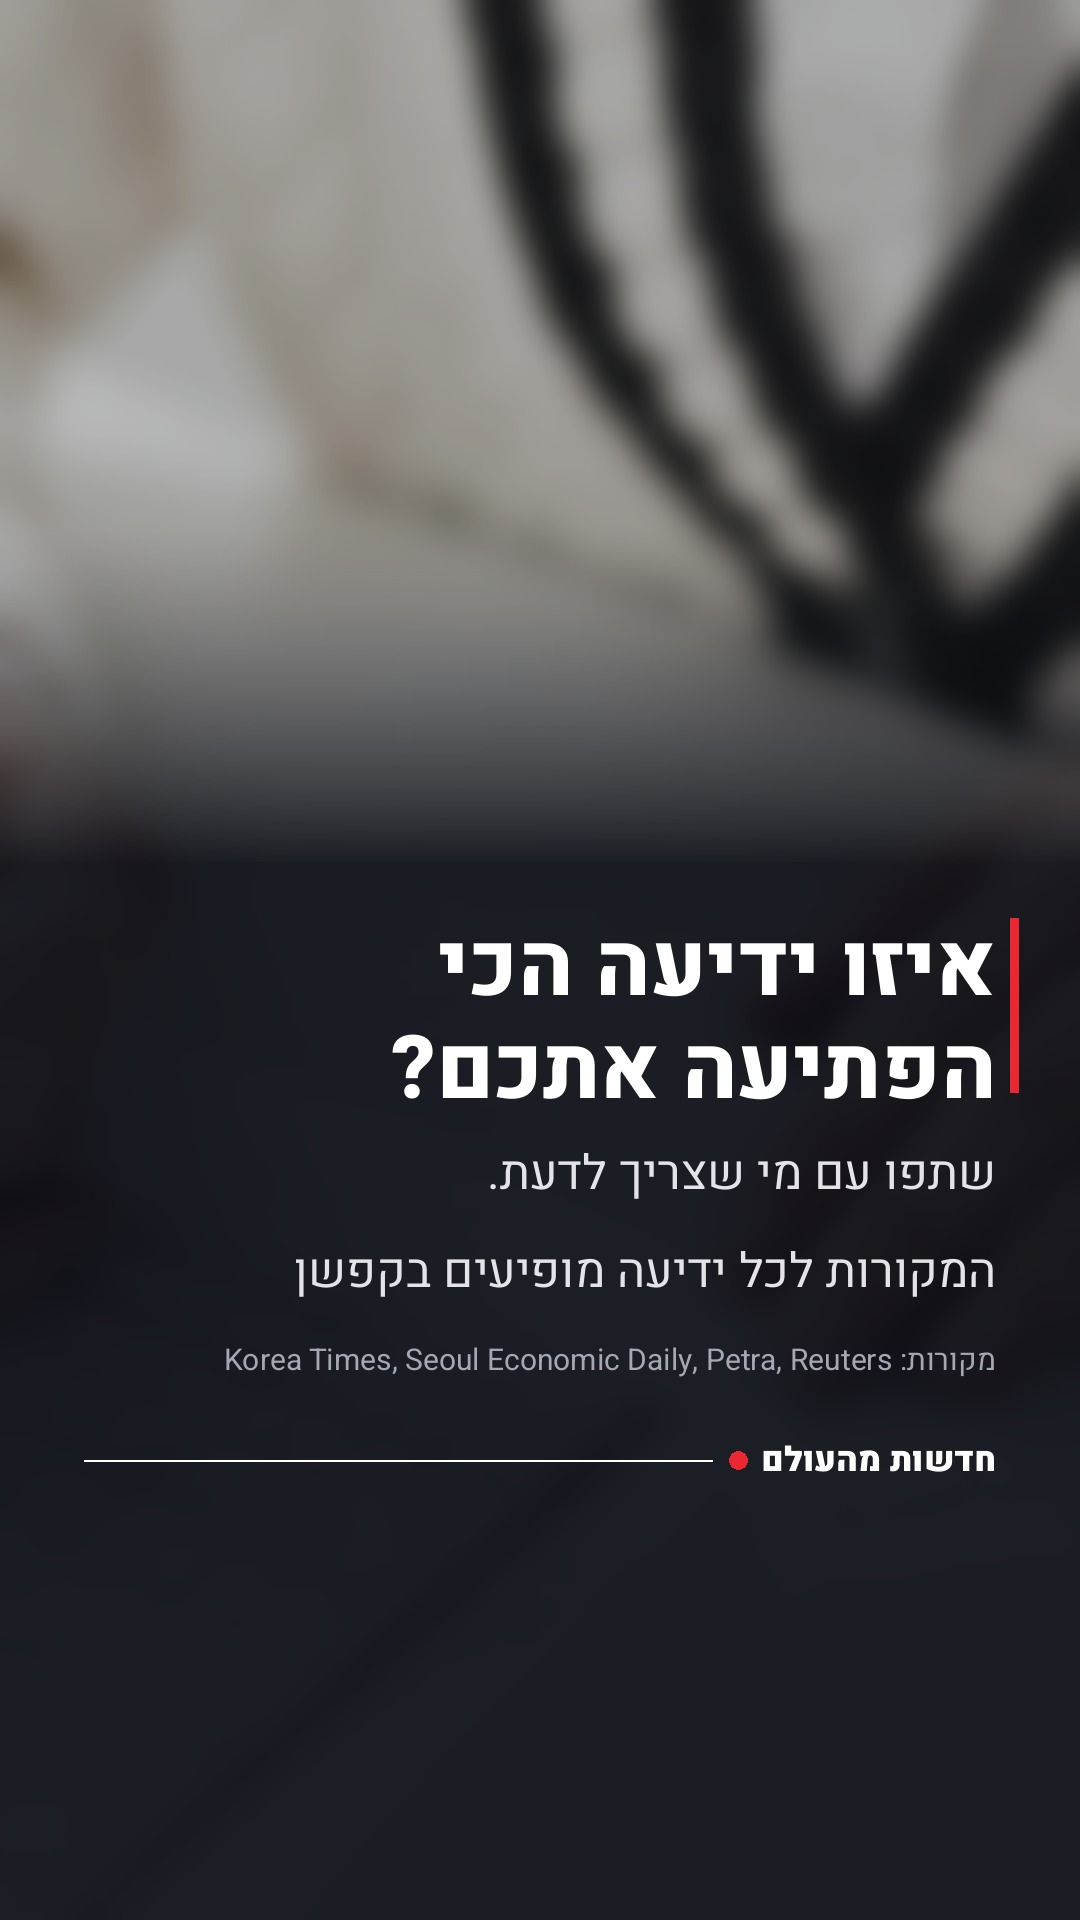 איזו ידיעה הכי
הפתיעה אתכם?
שתפו עם מי שצריך לדעת.
המקורות לכל ידיעה מופיעים בקפשן
מקורות: Korea Times, Seoul Economic Daily, Petra, Reuters
חדשות מהעולם